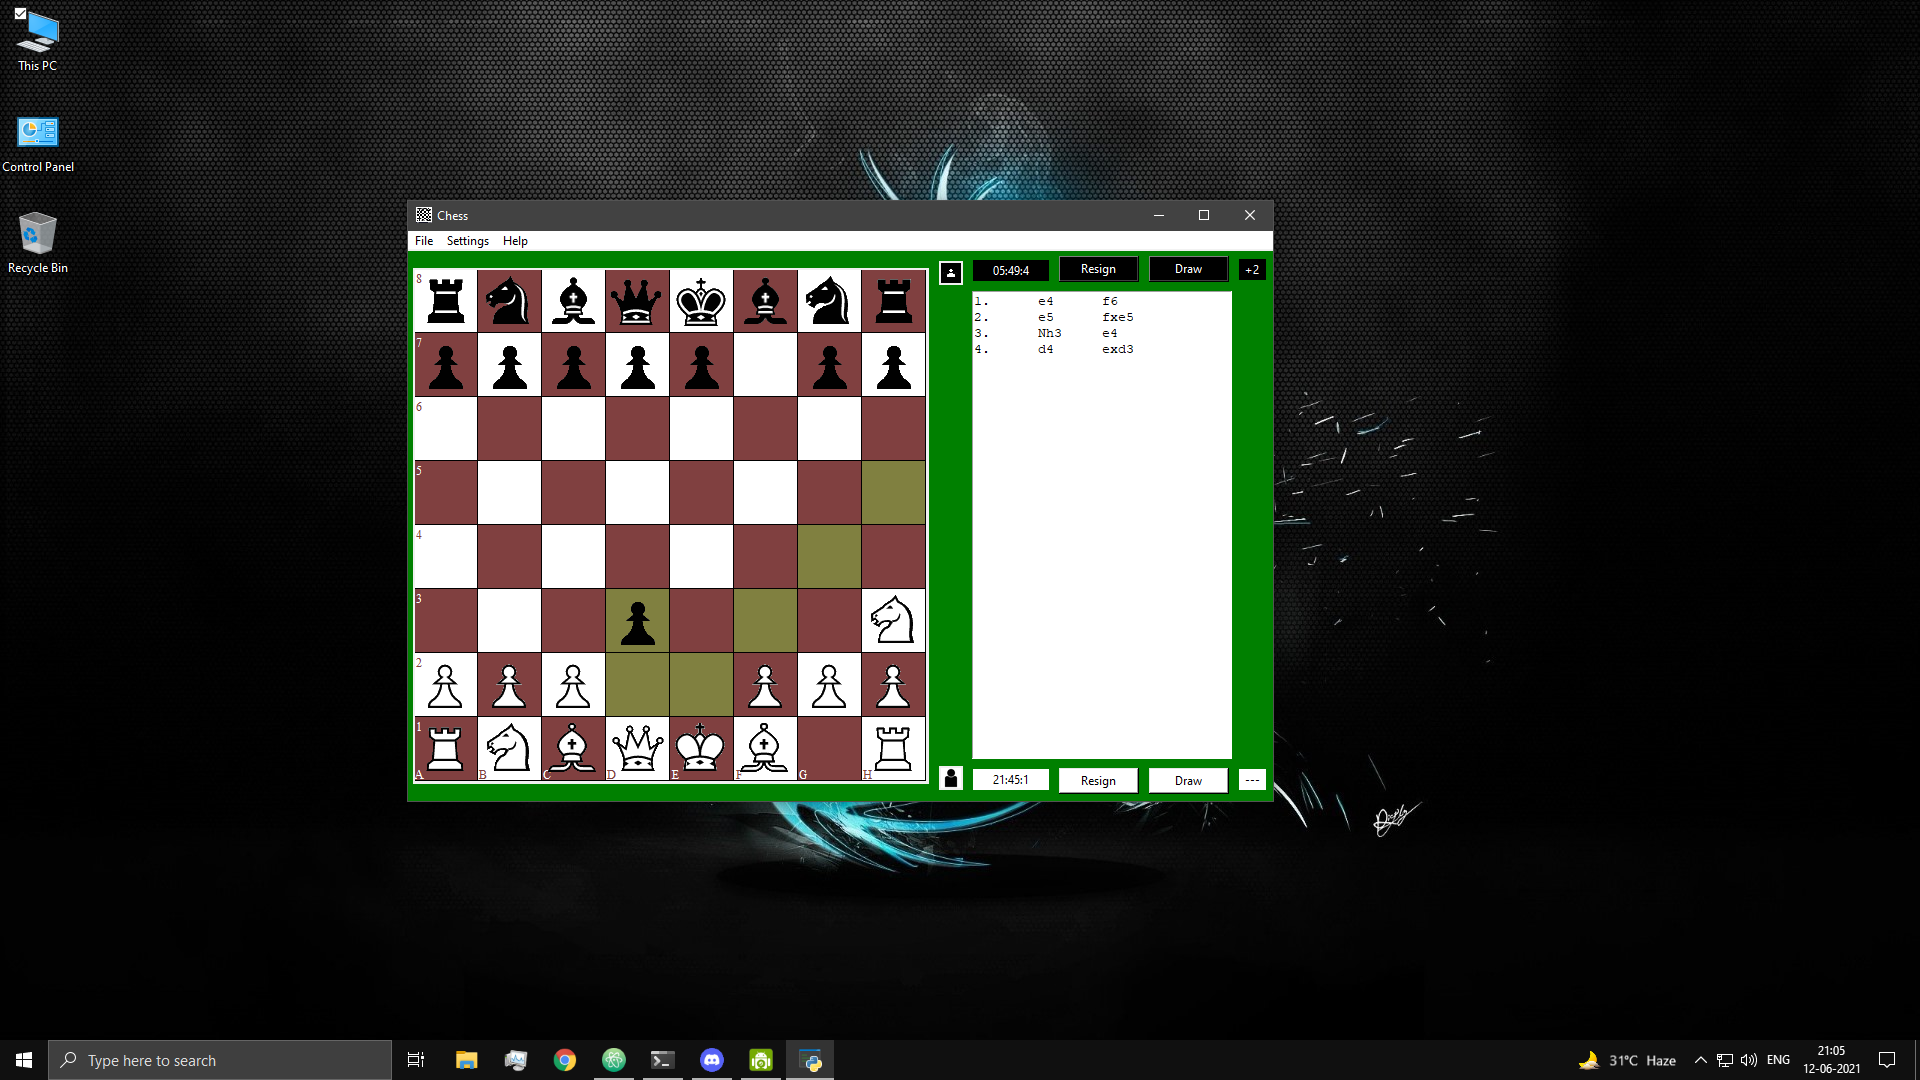 This PC
Control Panel
Recycle Bin
Chess
File Settings Help
05:49:4 Resign Draw +2
1. e4 f6
2. e5 fxe5
3. Nh3 e4
4. d4 exd3
8
7
6
5
4
3
2
1
A B C D E F G H
21:45:1 Resign Draw ---
Type here to search
31°C Haze
ENG
21:05
12-06-2021